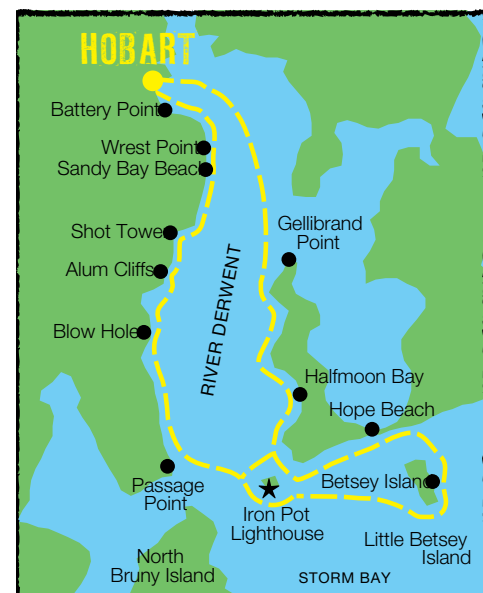 HOBART
Battery Point
Wrest Point
Sandy Bay Beach
Shot Tower
Gellibrand
Point
Alum Cliffs
RIVER DERWENT
Blow Hole
Halfmoon Bay
Hope Beach
Passage
Point
Betsey Island
Iron Pot
Lighthouse
Little Betsey
Island
North
Bruny Island
STORM BAY